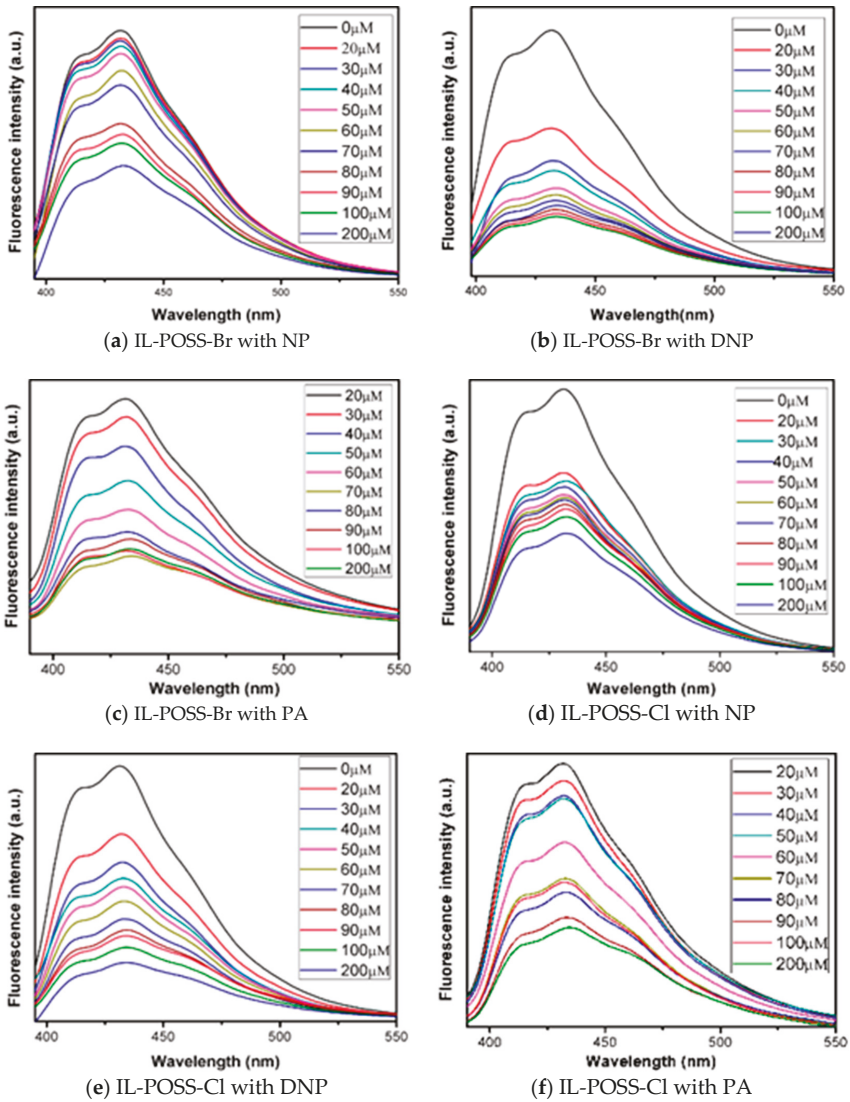 Fluorescence intensity (a.u.)
0μM
20μM
30μM
40μM
50μM
60μM
70μM
80μM
90μM
100μM
200μM
400
450
500
550
Wavelength (nm)
(a) IL-POSS-Br with NP
Fluorescence intensity (a.u.)
0μM
20μM
30μM
40μM
50μM
60μM
70μM
80μM
90μM
100μM
200μM
400
450
500
550
Wavelength(nm)
(b) IL-POSS-Br with DNP
Fluorescence intensity (a.u.)
20μM
30μM
40μM
50μM
60μM
70μM
80μM
90μM
100μM
200μM
400
450
500
550
Wavelength (nm)
(c) IL-POSS-Br with PA
Fluorescence intensity (a.u.)
0μM
20μM
30μM
40μM
50μM
60μM
70μM
80μM
90μM
100μM
200μM
400
450
500
550
Wavelength (nm)
(d) IL-POSS-Cl with NP
Fluorescence intensity (a.u.)
0μM
20μM
30μM
40μM
50μM
60μM
70μM
80μM
90μM
100μM
200μM
400
450
500
550
Wavelength (nm)
(e) IL-POSS-Cl with DNP
Fluorescence intensity (a.u.)
20μM
30μM
40μM
50μM
60μM
70μM
80μM
90μM
100μM
200μM
400
450
500
550
Wavelength (nm)
(f) IL-POSS-Cl with PA